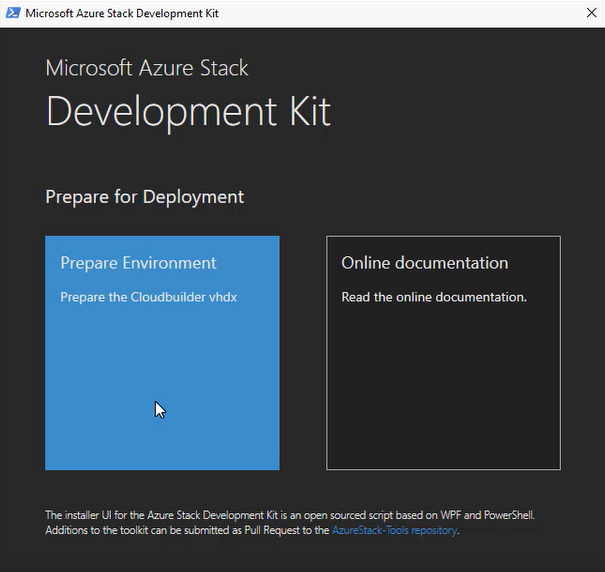 Microsoft Azure Stack Development Kit
Microsoft Azure Stack
Development Kit
Prepare for Deployment
Prepare Environment
Prepare the Cloudbuilder vhdx
Online documentation
Read the online documentation.
The installer UI for the Azure Stack Development Kit is an open sourced script based on WPF and PowerShell.
Additions to the toolkit can be submitted as Pull Request to the AzureStack-Tools repository.